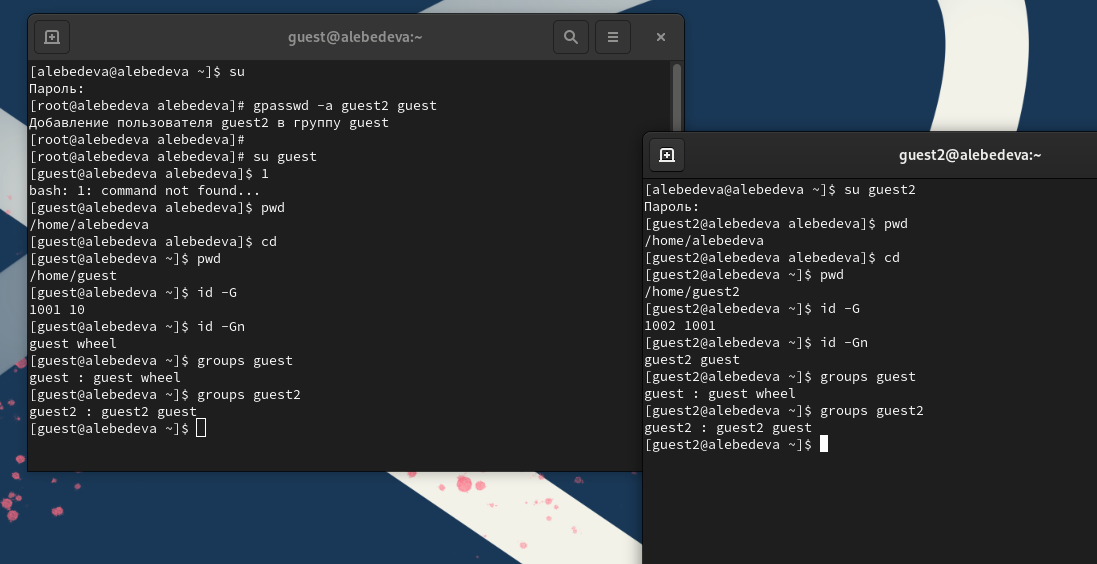 guest@alebedeva:~
[alebedeva@alebedeva ~]$ su
Пароль:
[root@alebedeva alebedeva]# gpasswd -a guest2 guest
Добавление пользователя guest2 в группу guest
[root@alebedeva alebedeva]#
[root@alebedeva alebedeva]# su guest
[guest@alebedeva alebedeva]$ 1
bash: 1: command not found...
[guest@alebedeva alebedeva]$ pwd
/home/alebedeva
[guest@alebedeva alebedeva]$ cd
[guest@alebedeva ~]$ pwd
/home/guest
[guest@alebedeva ~]$ id -G
1001 10
[guest@alebedeva ~]$ id -Gn
guest wheel
[guest@alebedeva ~]$ groups guest
guest : guest wheel
[guest@alebedeva ~]$ groups guest2
guest2 : guest2 guest
[guest@alebedeva ~]$
guest2@alebedeva:~
[alebedeva@alebedeva ~]$ su guest2
Пароль:
[guest2@alebedeva alebedeva]$ pwd
/home/alebedeva
[guest2@alebedeva alebedeva]$ cd
[guest2@alebedeva ~]$ pwd
/home/guest2
[guest2@alebedeva ~]$ id -G
1002 1001
[guest2@alebedeva ~]$ id -Gn
guest2 guest
[guest2@alebedeva ~]$ groups guest
guest : guest wheel
[guest2@alebedeva ~]$ groups guest2
guest2 : guest2 guest
[guest2@alebedeva ~]$